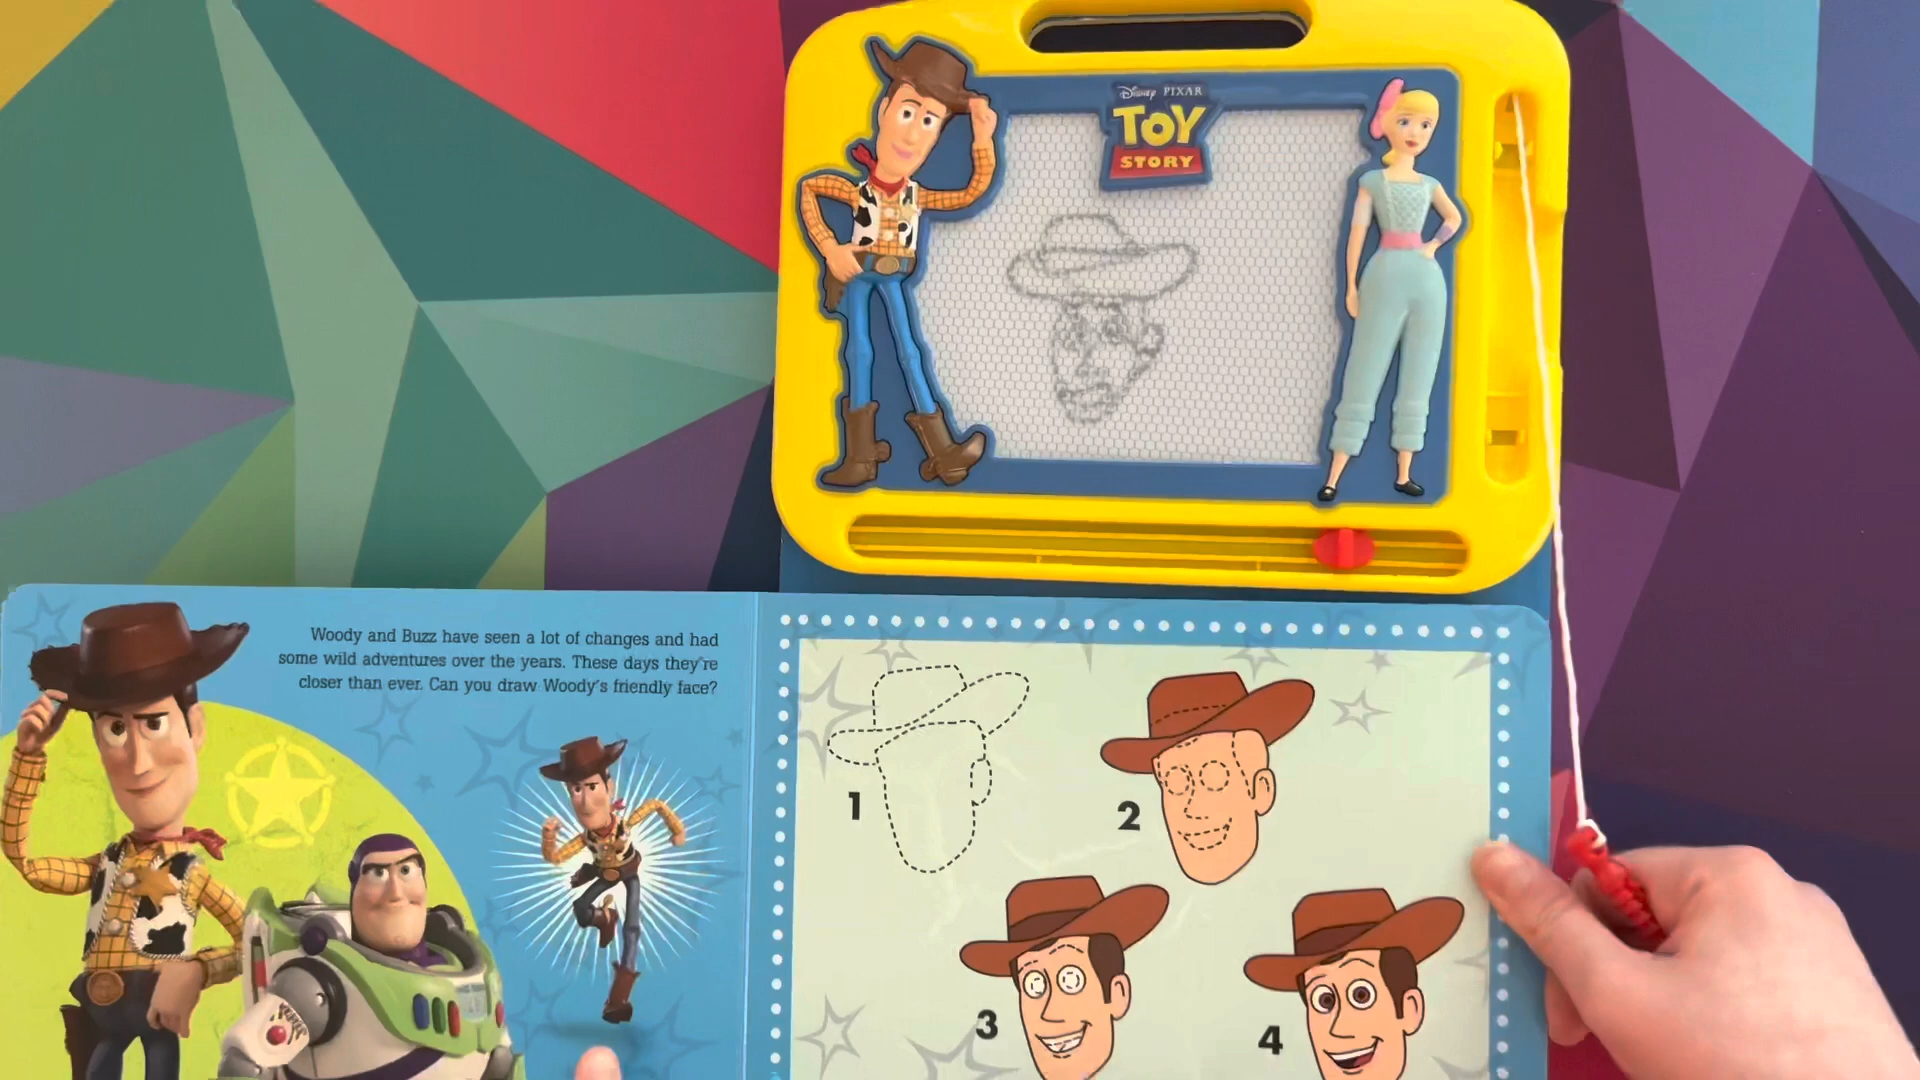 Disney PIXAR
TOY
STORY
Woody and Buzz have seen a lot of changes and had
some wild adventures over the years. These days they're
closer than ever. Can you draw Woody's friendly face?
1
2
3
4